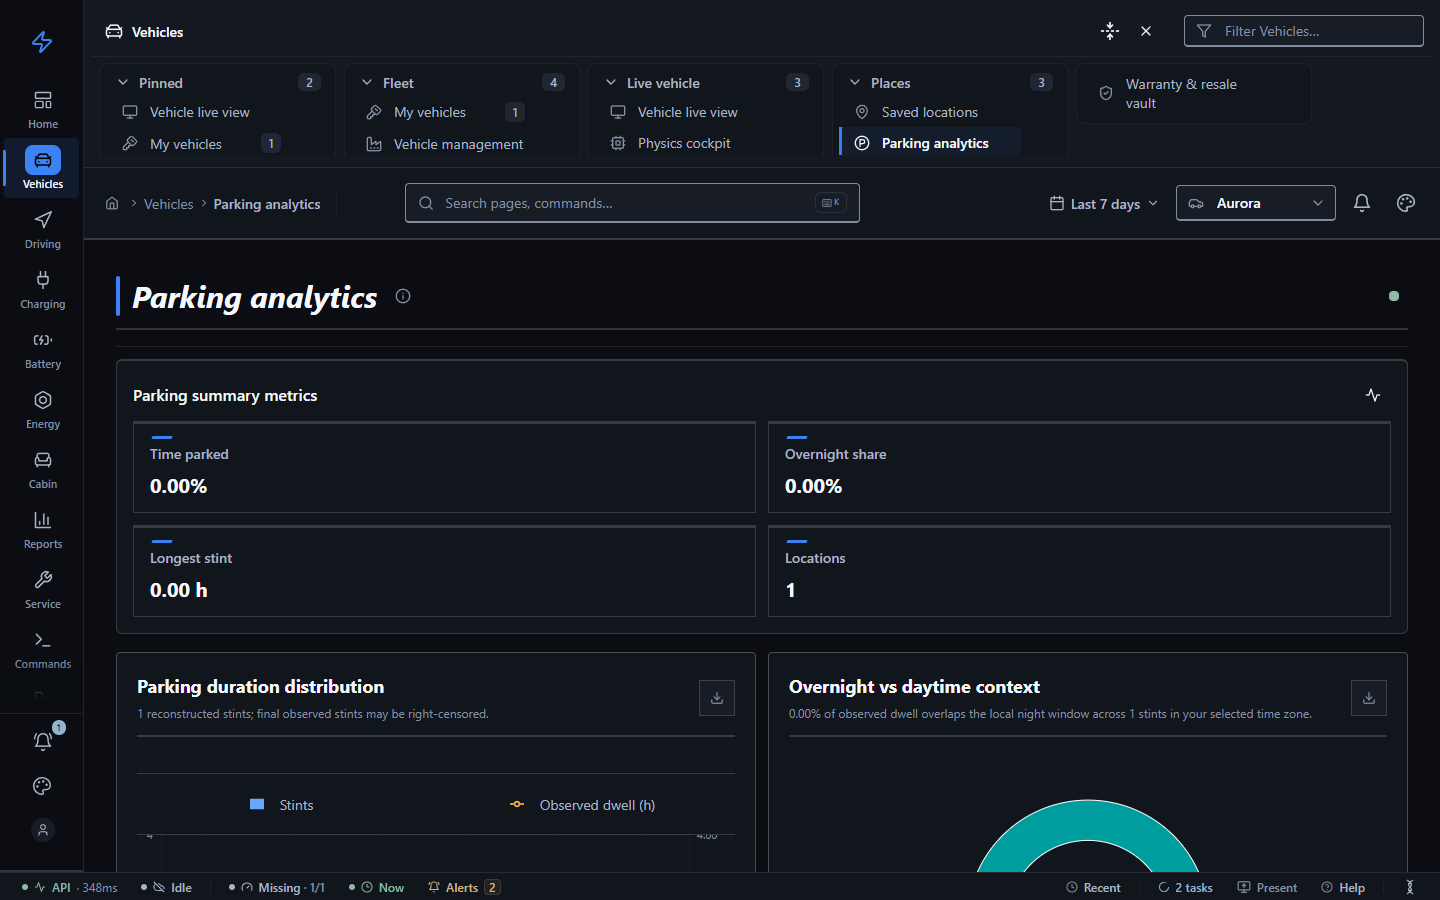 Vehicles
Filter Vehicles...
Pinned 2
Vehicle live view
My vehicles 1
Fleet 4
My vehicles 1
Vehicle management
Live vehicle 3
Vehicle live view
Physics cockpit
Places 3
Saved locations
Parking analytics
Warranty & resale
vault
Home
Vehicles
Driving
Charging
Battery
Energy
Cabin
Reports
Service
Commands
1
Vehicles
Parking analytics
Search pages, commands...
K
Last 7 days
Aurora
Parking analytics
Parking summary metrics
Time parked
0.00%
Overnight share
0.00%
Longest stint
0.00 h
Locations
1
Parking duration distribution
1 reconstructed stints; final observed stints may be right-censored.
Stints
Observed dwell (h)
4
4.00
Overnight vs daytime context
0.00% of observed dwell overlaps the local night window across 1 stints in your selected time zone.
API · 348ms
Idle
Missing · 1/1
Now
Alerts 2
Recent
2 tasks
Present
Help